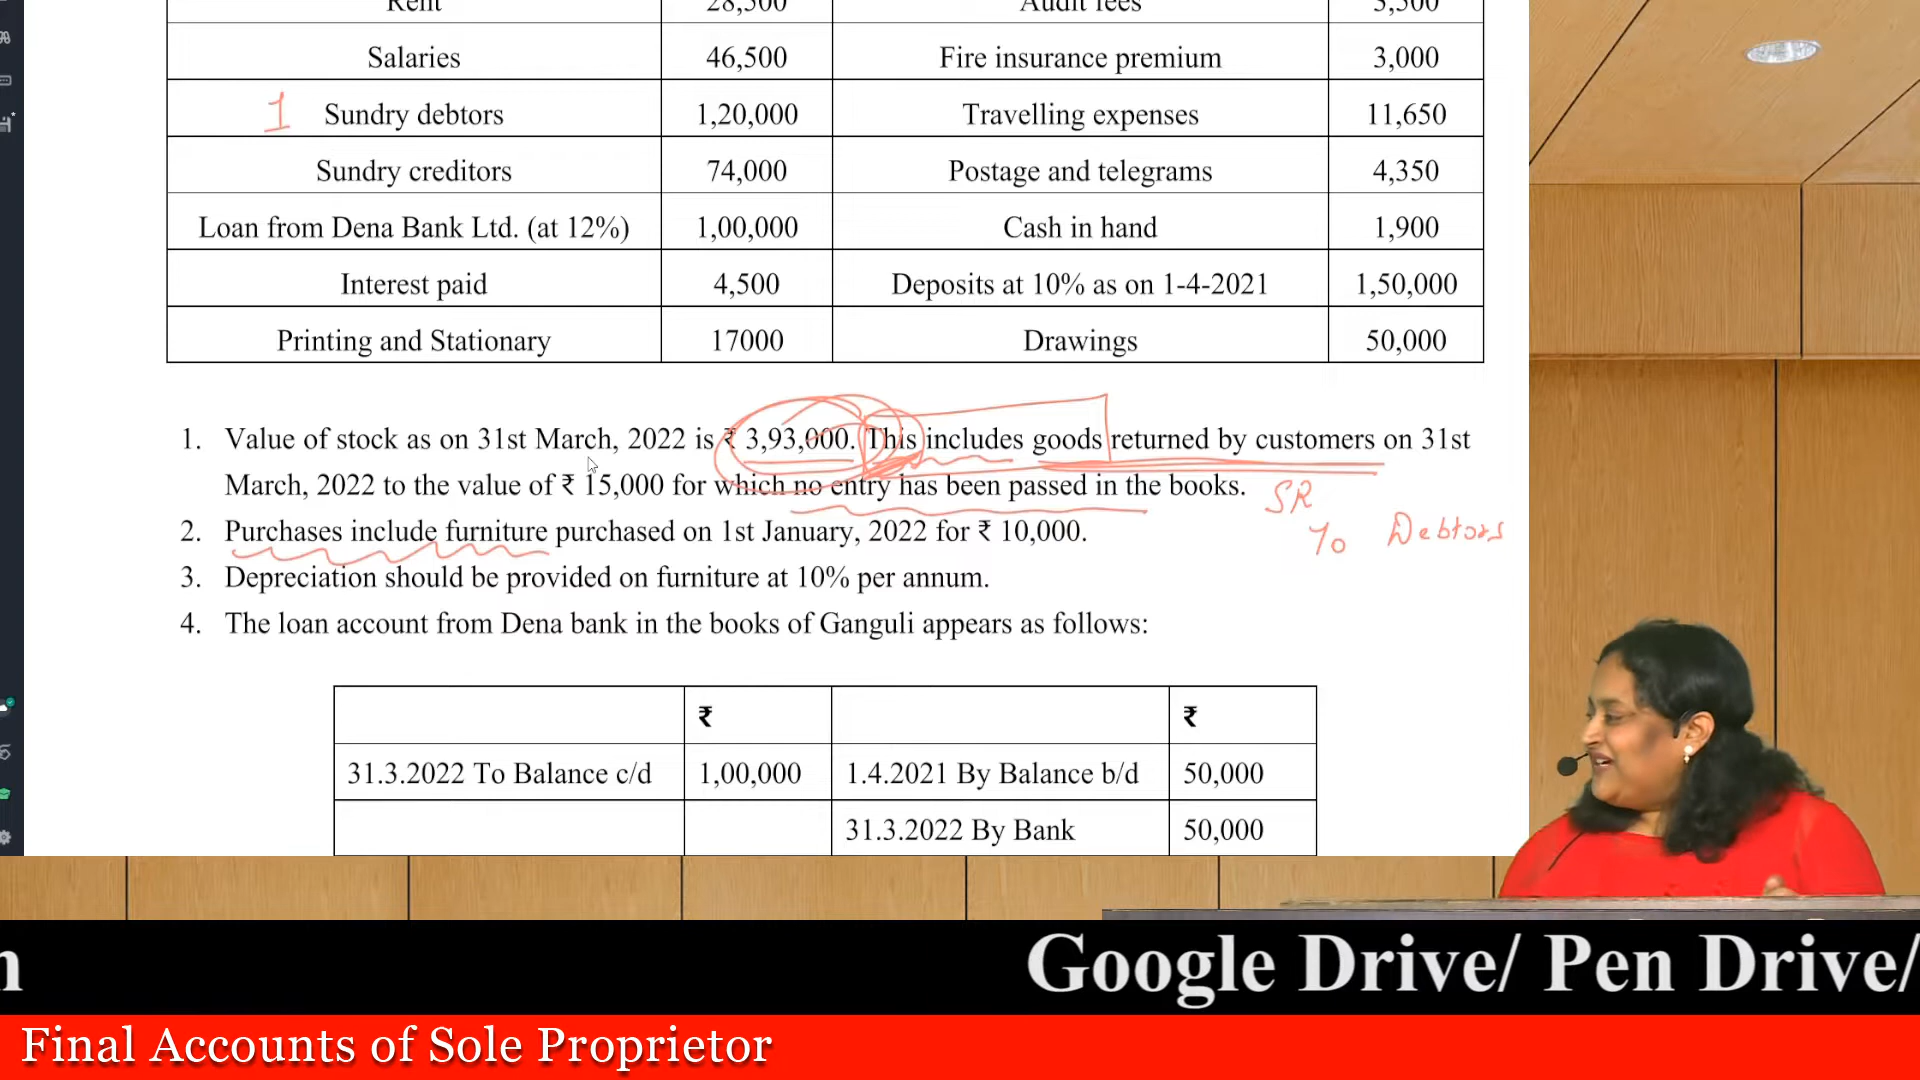 Rent 28,500 Audit fees 3,500
Salaries 46,500 Fire insurance premium 3,000
1 Sundry debtors 1,20,000 Travelling expenses 11,650
Sundry creditors 74,000 Postage and telegrams 4,350
Loan from Dena Bank Ltd. (at 12%) 1,00,000 Cash in hand 1,900
Interest paid 4,500 Deposits at 10% as on 1-4-2021 1,50,000
Printing and Stationary 17000 Drawings 50,000
1. Value of stock as on 31st March, 2022 is ₹ 3,93,000. This includes goods returned by customers on 31st
March, 2022 to the value of ₹ 15,000 for which no entry has been passed in the books.
SR
To Debtors
2. Purchases include furniture purchased on 1st January, 2022 for ₹ 10,000.
3. Depreciation should be provided on furniture at 10% per annum.
4. The loan account from Dena bank in the books of Ganguli appears as follows:
₹ ₹
31.3.2022 To Balance c/d 1,00,000 1.4.2021 By Balance b/d 50,000
31.3.2022 By Bank 50,000
Google Drive/ Pen Drive/
Final Accounts of Sole Proprietor